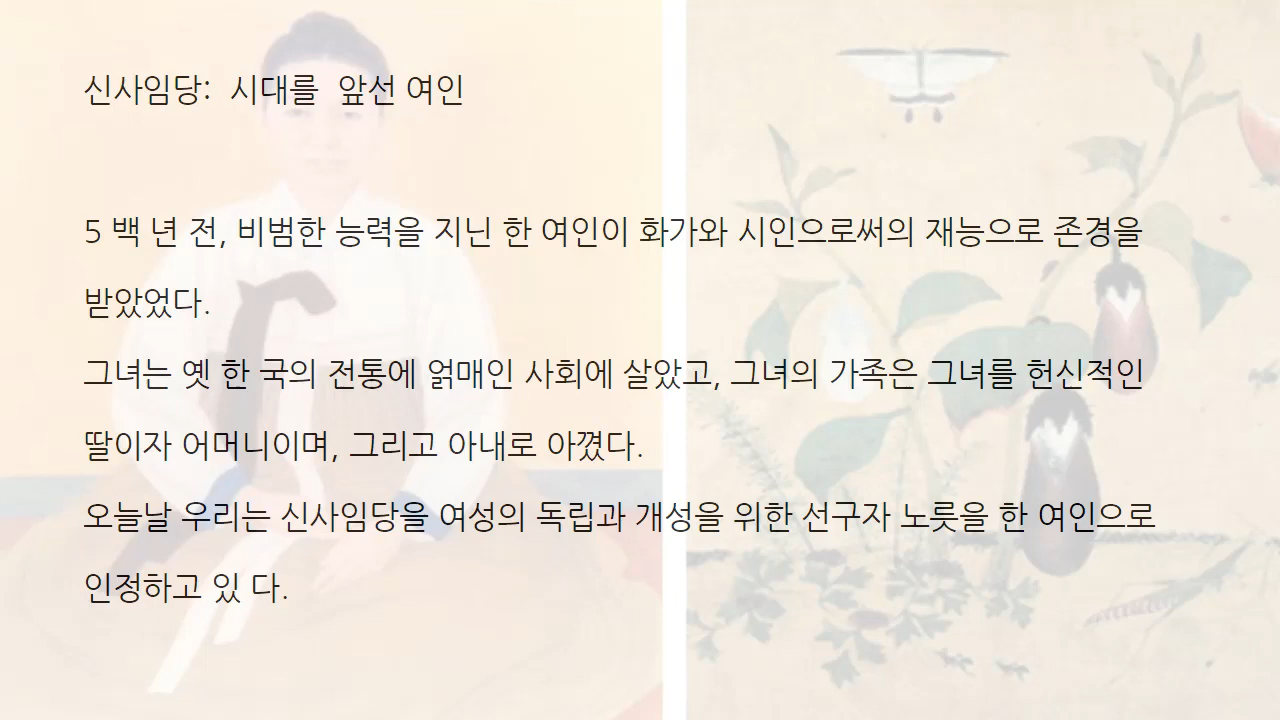 신사임당: 시대를 앞선 여인
5 백 년 전, 비범한 능력을 지닌 한 여인이 화가와 시인으로써의 재능으로 존경을
받았었다.
그녀는 옛 한 국의 전통에 얽매인 사회에 살았고, 그녀의 가족은 그녀를 헌신적인
딸이자 어머니이며, 그리고 아내로 아꼈다.
오늘날 우리는 신사임당을 여성의 독립과 개성을 위한 선구자 노릇을 한 여인으로
인정하고 있 다.